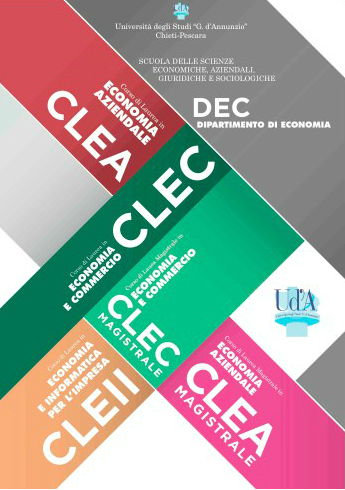 Università degli Studi "G. d'Annunzio"
Chieti-Pescara
SCUOLA DELLE SCIENZE
ECONOMICHE, AZIENDALI,
GIURIDICHE E SOCIOLOGICHE
DEC
DIPARTIMENTO DI ECONOMIA
Corso di Laurea in
ECONOMIA
AZIENDALE
CLEA
Corso di Laurea in
ECONOMIA
E COMMERCIO
CLEC
Corso di Laurea Magistrale in
ECONOMIA
E COMMERCIO
CLEC
MAGISTRALE
Corso di Laurea in
ECONOMIA
E INFORMATICA
PER L'IMPRESA
CLEII
Corso di Laurea Magistrale in
ECONOMIA
AZIENDALE
CLEA
MAGISTRALE
Ud'A